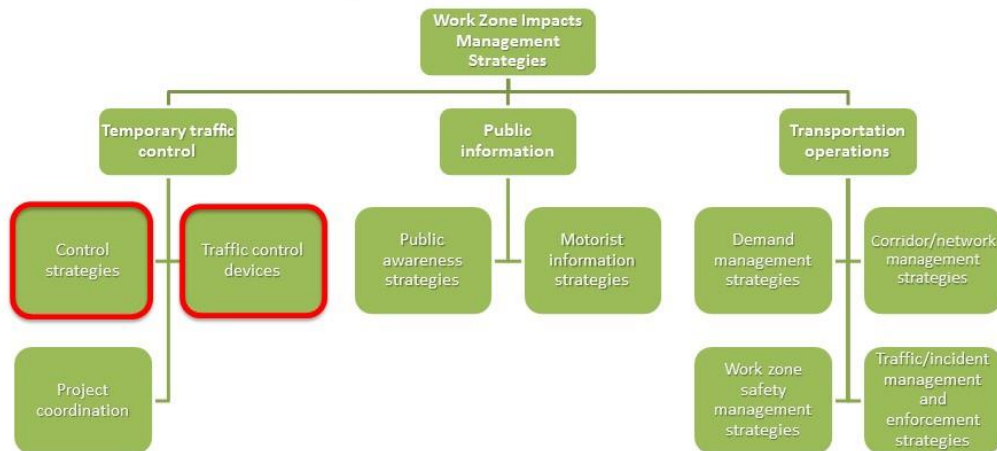 Work Zone Impacts
Management
Strategies
Temporary traffic
control
Public
information
Transportation
operations
Control
strategies
Traffic control
devices
Project
coordination
Public
awareness
strategies
Motorist
information
strategies
Demand
management
strategies
Corridor/network
management
strategies
Work zone
safety
management
strategies
Traffic/incident
management
and
enforcement
strategies